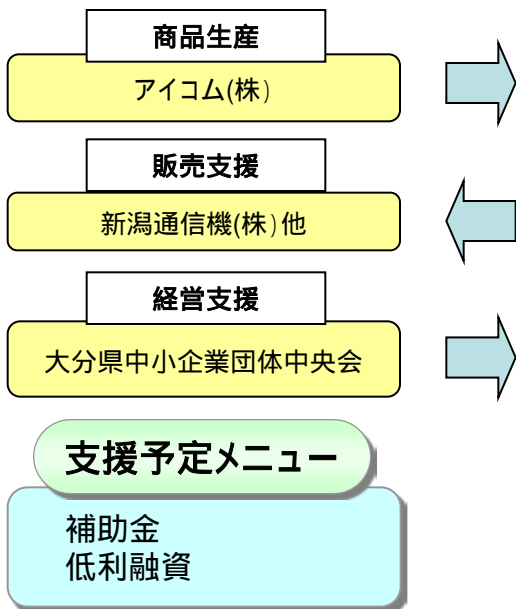 商品生産
アイコム(株)
販売支援
新潟通信機(株)他
経営支援
大分県中小企業団体中央会
支援予定メニュー
補助金
低利融資